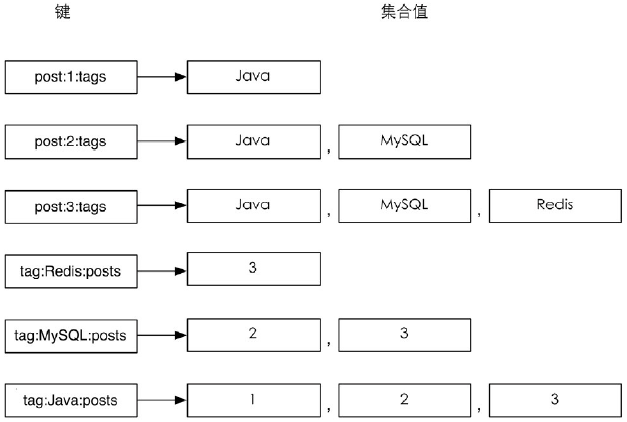 键 集合值
post:1:tags Java
post:2:tags Java , MySQL
post:3:tags Java , MySQL , Redis
tag:Redis:posts 3
tag:MySQL:posts 2 , 3
tag:Java:posts 1 , 2 , 3